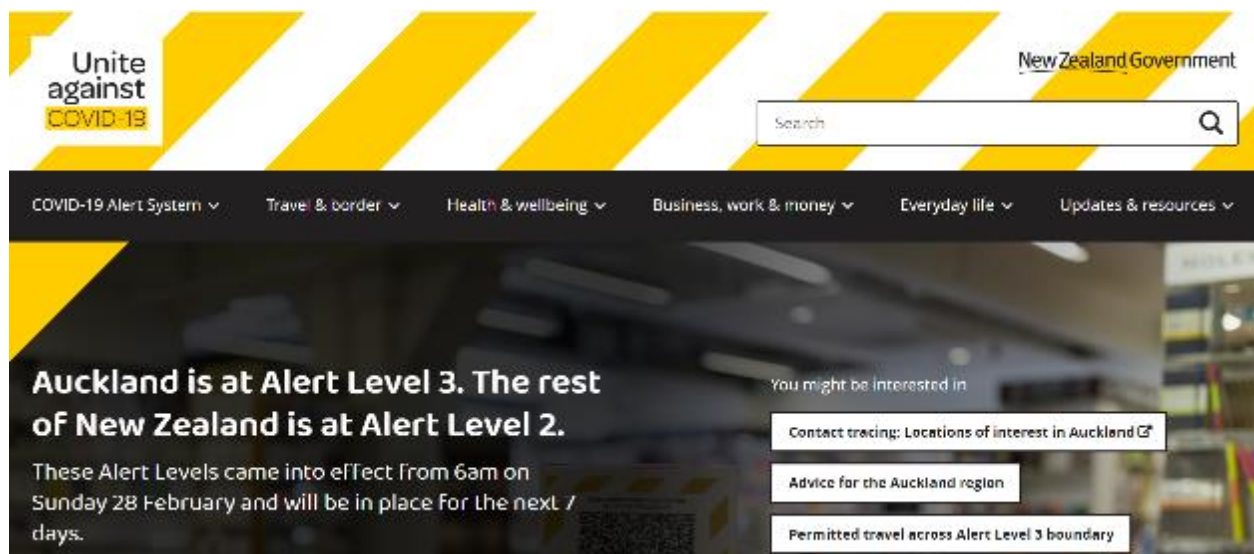 Unite
against
COVID-19
New Zealand Government
Search
COVID-19 Alert System
Travel & border
Health & wellbeing
Business, work & money
Everyday life
Updates & resources
Auckland is at Alert Level 3. The rest
of New Zealand is at Alert Level 2.
These Alert Levels came into effect from 6am on
Sunday 28 February and will be in place for the next 7
days.
You might be interested in
Contact tracing: Locations of interest in Auckland
Advice for the Auckland region
Permitted travel across Alert Level 3 boundary